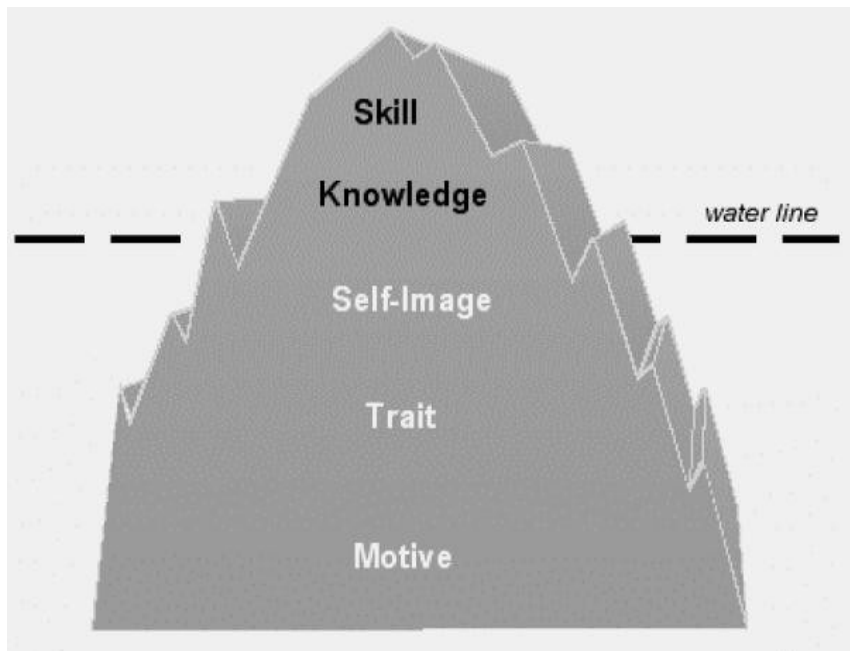 Skill
Knowledge
water line
Self-Image
Trait
Motive